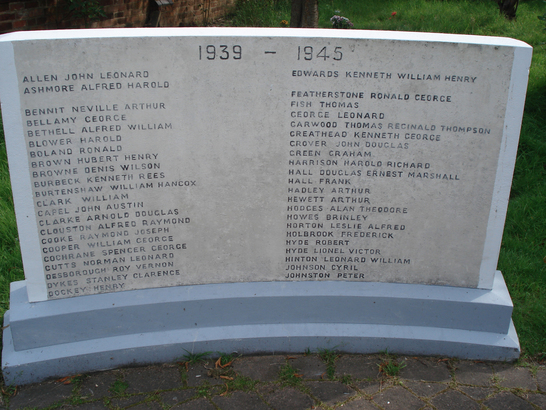 1939 - 1945
ALLEN JOHN LEONARD
ASHMORE ALFRED HAROLD
BENNIT NEVILLE ARTHUR
BELLAMY GEORGE
BETHELL ALFRED WILLIAM
BLOWER HAROLD
BOLAND RONALD
BROWN HUBERT HENRY
BROWNE DENIS WILSON
BURBECK KENNETH REES
BURTENSHAW WILLIAM HANCOX
CLARK WILLIAM
CAPEL JOHN AUSTIN
CLARKE ARNOLD DOUGLAS
CLOUSTON ALFRED RAYMOND
COOKE RAYMOND JOSEPH
COOPER WILLIAM GEORGE
COCHRANE SPENCER GEORGE
CUTTS NORMAN LEONARD
DESBOROUGH ROY VERNON
DYKES STANLEY CLARENCE
DOCKEY HENRY
EDWARDS KENNETH WILLIAM HENRY
FEATHERSTONE RONALD GEORGE
FISH THOMAS
GEORGE LEONARD
GARWOOD THOMAS REGINALD THOMPSON
GREATHEAD KENNETH GEORGE
GROVER JOHN DOUGLAS
GREEN GRAHAM
HARRISON HAROLD RICHARD
HALL DOUGLAS ERNEST MARSHALL
HALL FRANK
HADLEY ARTHUR
HEWETT ARTHUR
HODGES ALAN THEODORE
HOWES BRINLEY
HORTON LESLIE ALFRED
HOLBROOK FREDERICK
HYDE ROBERT
HYDE LIONEL VICTOR
HINTON LEONARD WILLIAM
JOHNSON CYRIL
JOHNSTON PETER